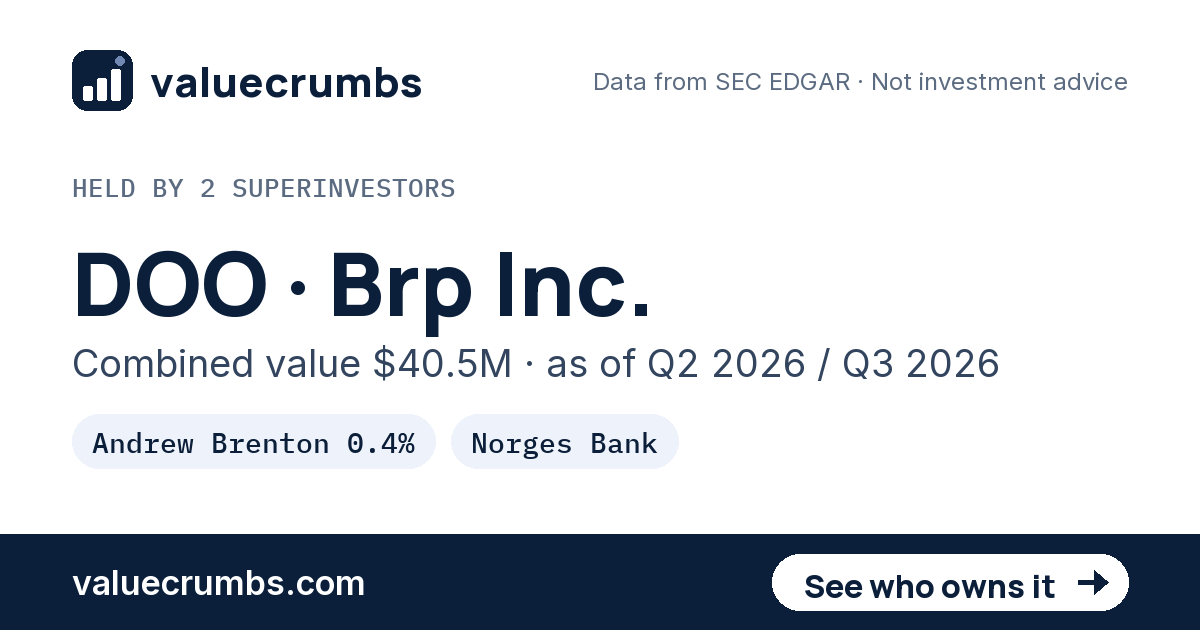 valuecrumbs
Data from SEC EDGAR · Not investment advice
HELD BY 2 SUPERINVESTORS
DOO · Brp Inc.
Combined value $40.5M · as of Q2 2026 / Q3 2026
Andrew Brenton 0.4%
Norges Bank
valuecrumbs.com
See who owns it →